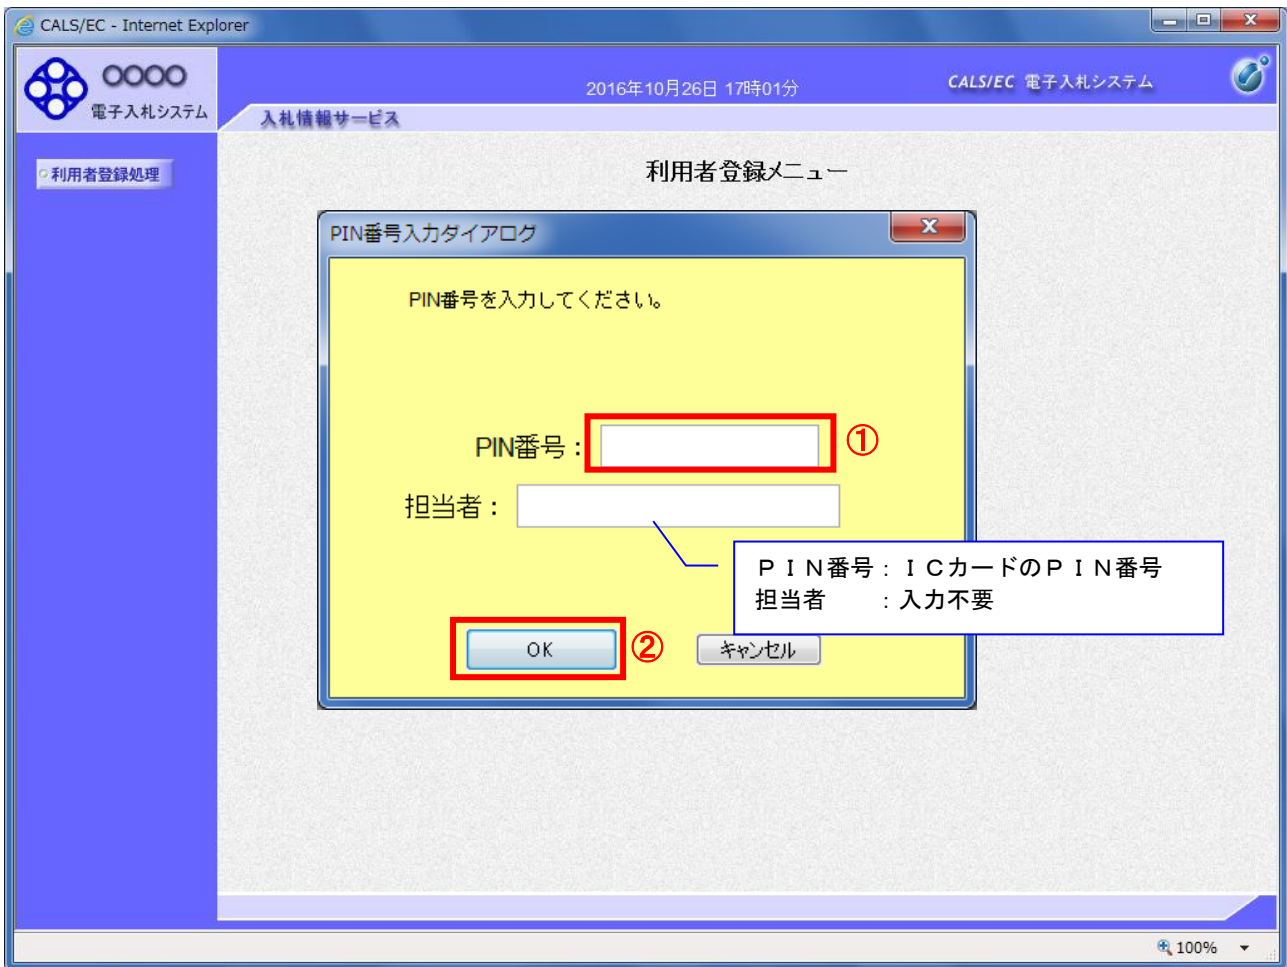 CALS/EC - Internet Explorer
〇〇〇〇
電子入札システム
2016年10月26日 17時01分
CALS/EC 電子入札システム
入札情報サービス
利用者登録処理
利用者登録メニュー
PIN番号入力ダイアログ
PIN番号を入力してください。
PIN番号：
①
担当者：
ＰＩＮ番号：ＩＣカードのＰＩＮ番号
担当者　　：入力不要
OK
②
キャンセル
100%